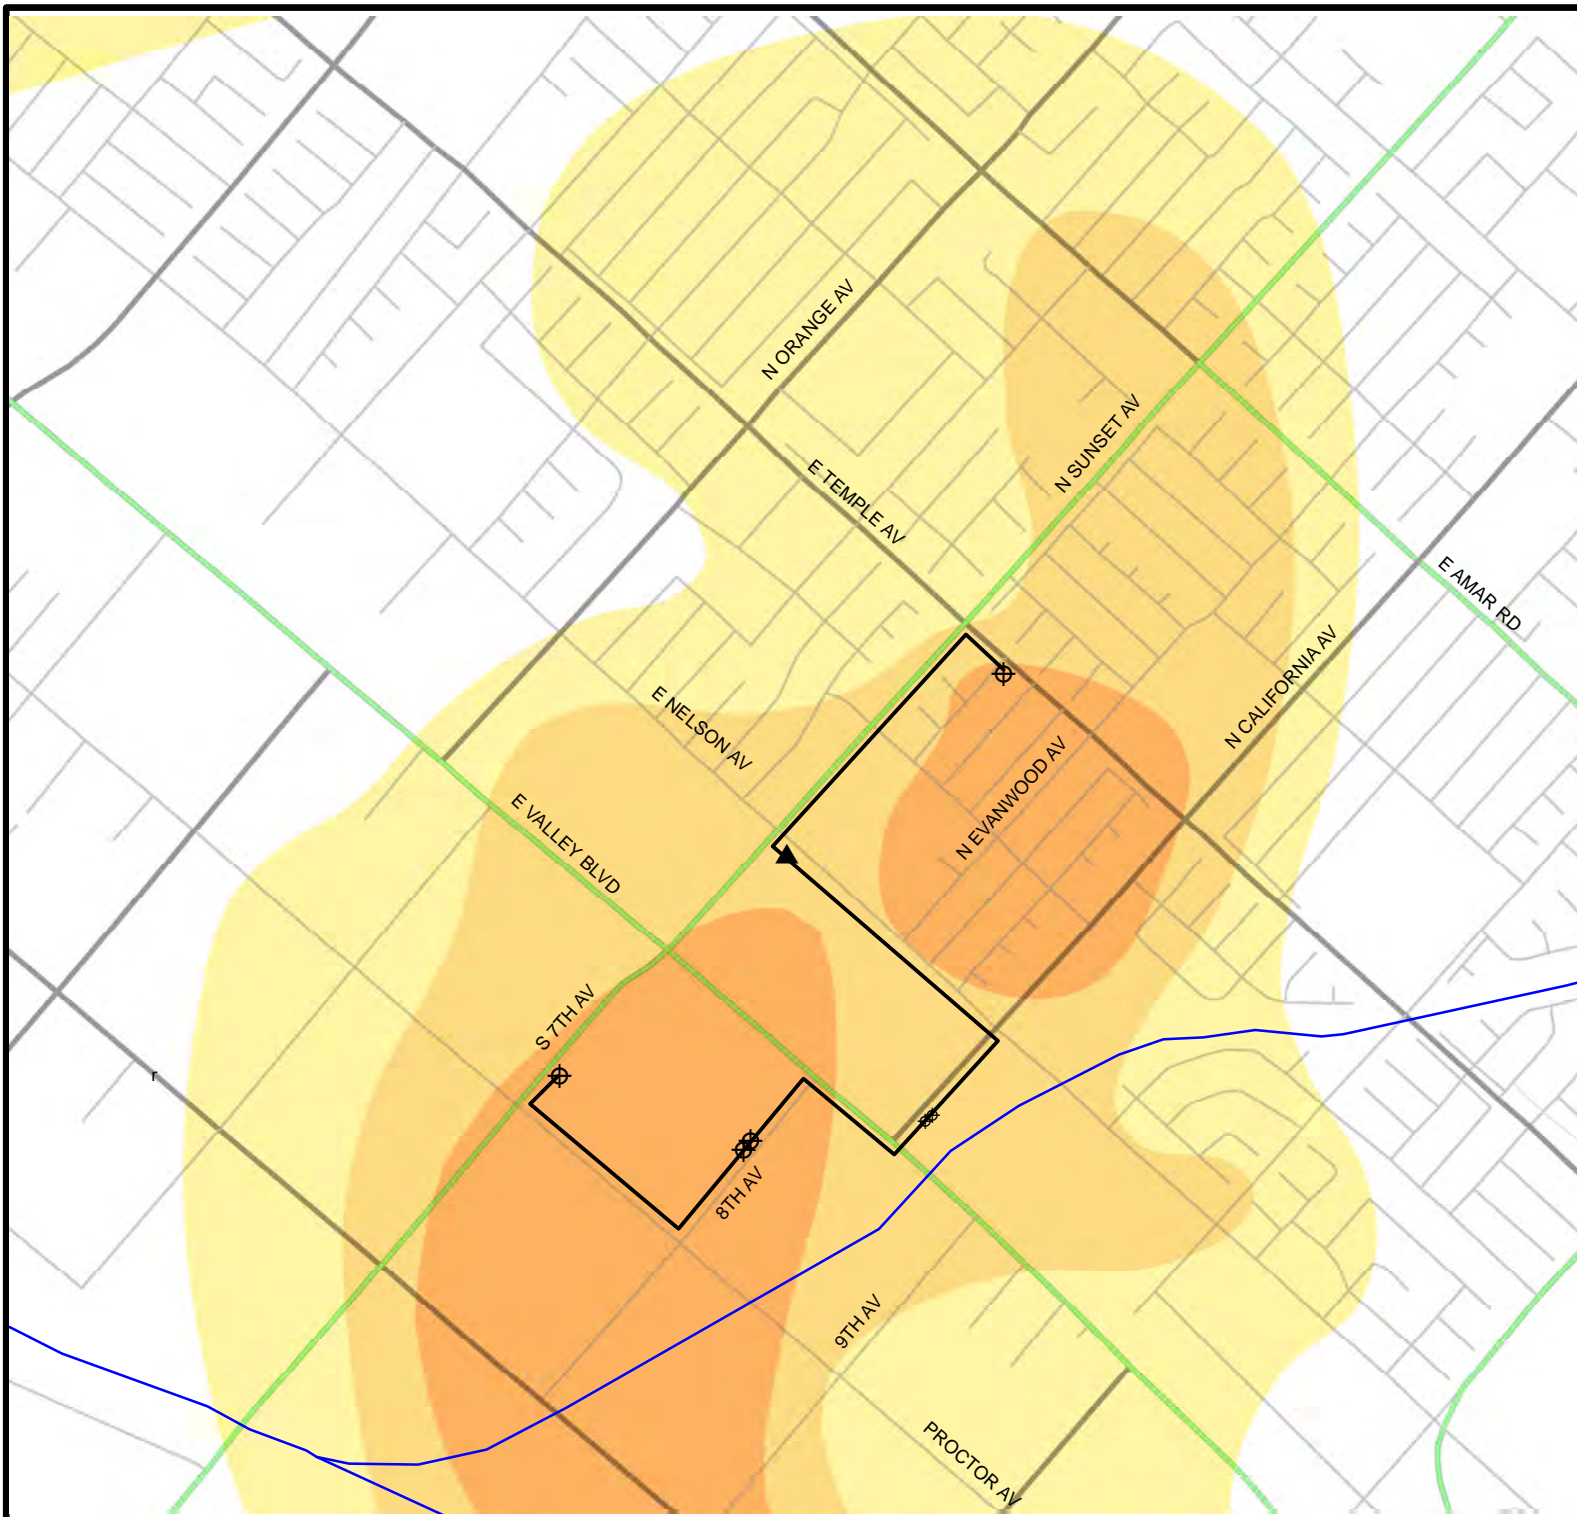 N ORANGE AV
N SUNSET AV
E TEMPLE AV
E AMAR RD
N CALIFORNIA AV
E NELSON AV
N EVANWOOD AV
E VALLEY BLVD
S 7TH AV
r
8TH AV
9TH AV
PROCTOR AV